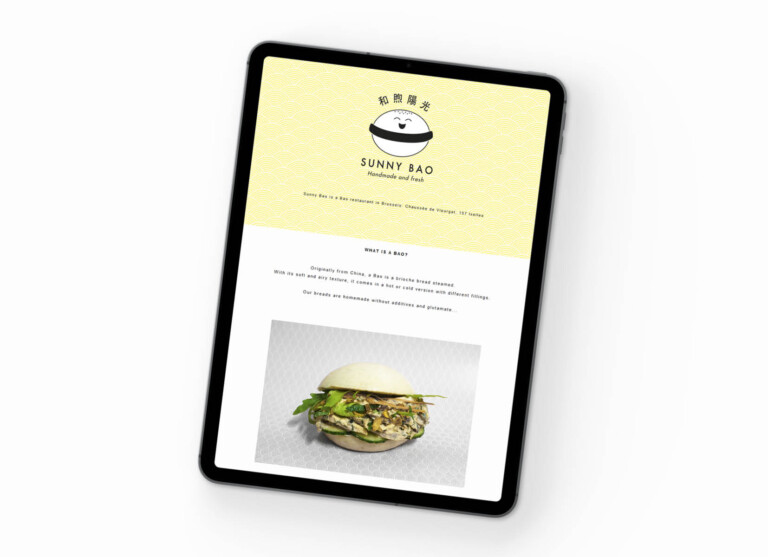 和煦陽光
SUNNY BAO
Handmade and fresh
Sunny Bao is a Bao restaurant in Brussels: Chaussée de Vleurgat, 157 Ixelles
WHAT IS A BAO?
Originally from China, a Bao is a brioche bread steamed.
With its soft and airy texture, it comes in a hot or cold version with different fillings.
Our breads are homemade without additives and glutamate...